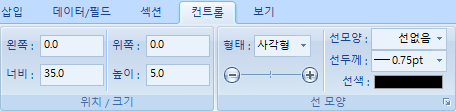 삽입 데이터/필드 섹션 컨트롤 보기
왼쪽 : 0.0 위쪽 : 0.0 형태 : 사각형 선모양 : 선없음
너비 : 35.0 높이 : 5.0 선두께 : 0.75pt
선색 :
위치 / 크기 선 모양